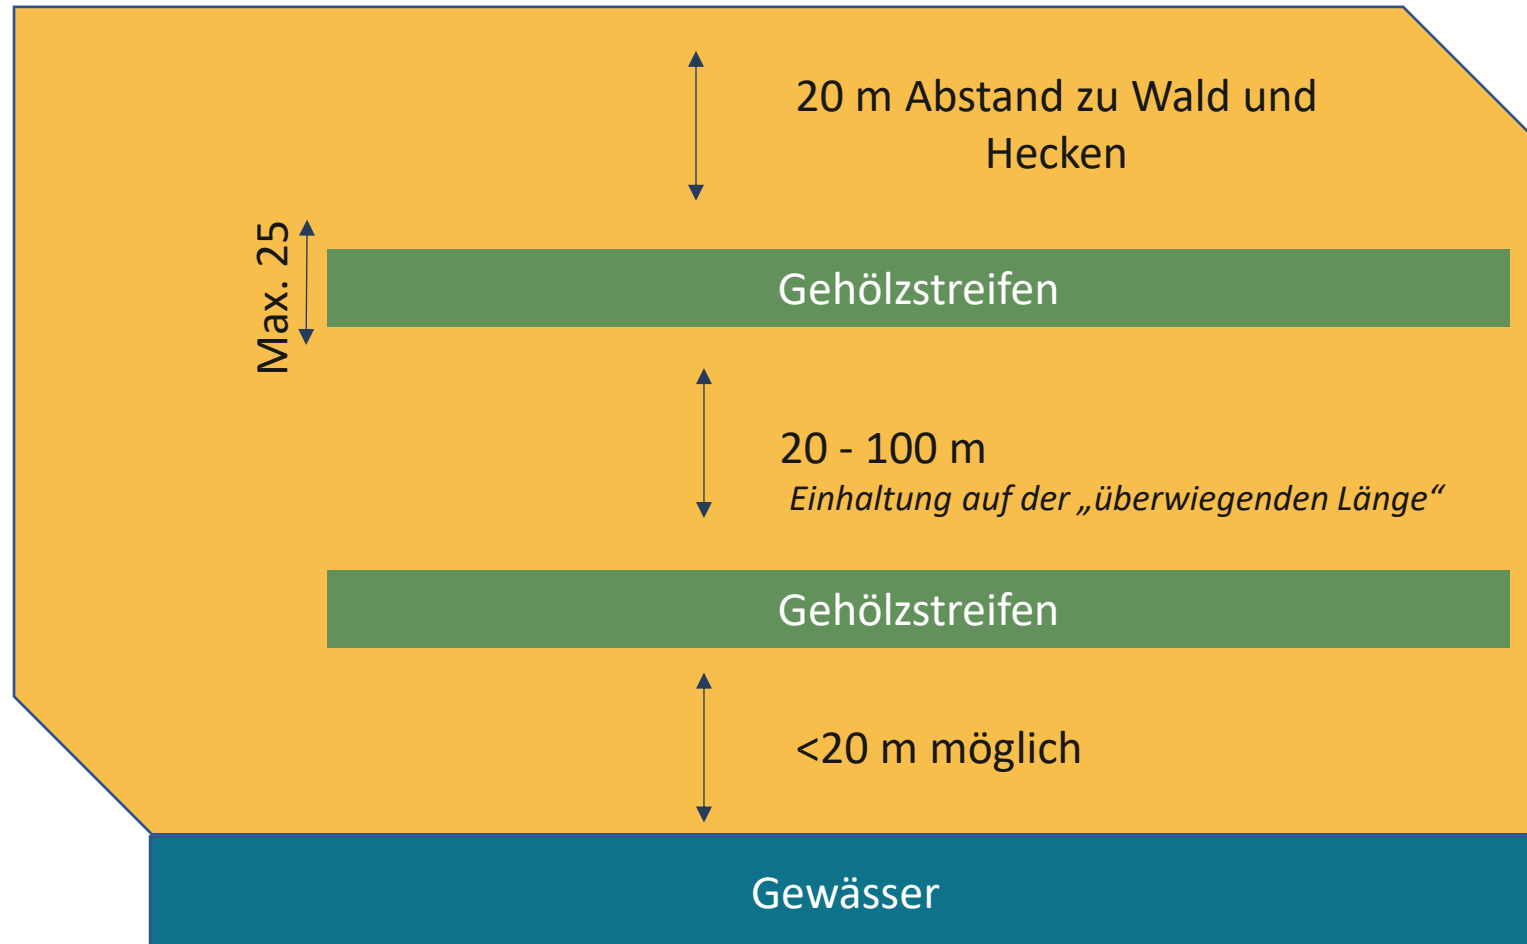 20 m Abstand zu Wald und
Hecken
Max. 25
Gehölzstreifen
20 - 100 m
Einhaltung auf der „überwiegenden Länge“
Gehölzstreifen
<20 m möglich
Gewässer